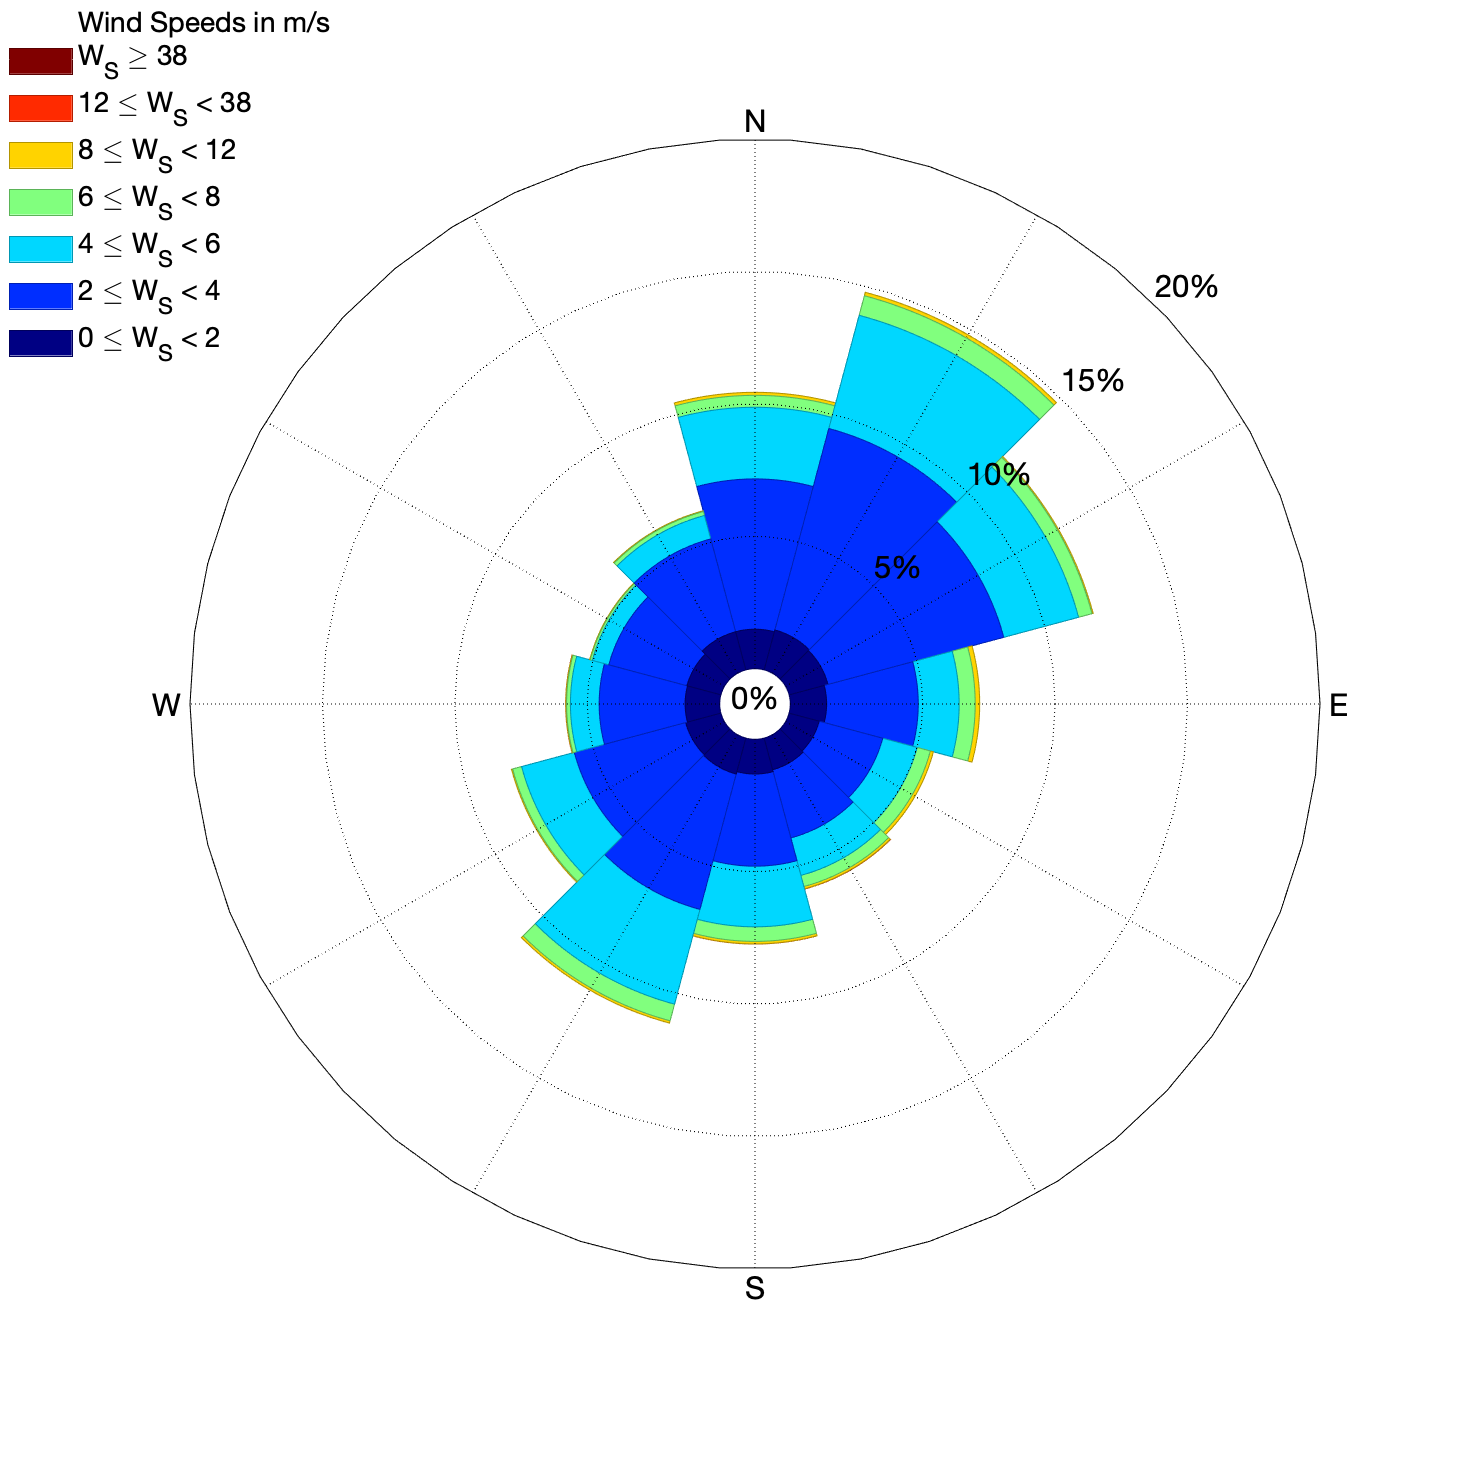 Wind Speeds in m/s
W_S ≥ 38
12 ≤ W_S < 38
8 ≤ W_S < 12
6 ≤ W_S < 8
4 ≤ W_S < 6
2 ≤ W_S < 4
0 ≤ W_S < 2
N
20%
15%
10%
5%
0%
W
E
S